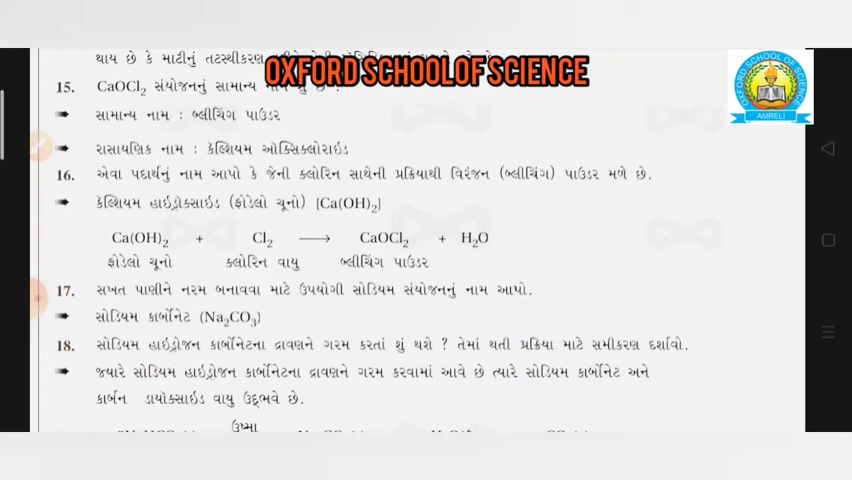 થાય છે કે માટીનું તટસ્થીકરણ
OXFORD SCHOOL OF SCIENCE
OXFORD SCHOOL OF SCIENCE
AMRELI
15. CaOCl₂ સંયોજનનું સામાન્ય નામ શું છે ?
➡ સામાન્ય નામ : બ્લીચિંગ પાઉડર
➡ રાસાયણિક નામ : કૅલ્શિયમ ઑક્સિક્લોરાઇડ
16. એવા પદાર્થનું નામ આપો કે જેની ક્લોરિન સાથેની પ્રક્રિયાથી વિરંજન (બ્લીચિંગ) પાઉડર મળે છે.
➡ કૅલ્શિયમ હાઇડ્રોક્સાઇડ (ફોડેલો ચૂનો) [Ca(OH)₂]
Ca(OH)₂ + Cl₂ ⟶ CaOCl₂ + H₂O
ફોડેલો ચૂનો ક્લોરિન વાયુ બ્લીચિંગ પાઉડર
17. સખત પાણીને નરમ બનાવવા માટે ઉપયોગી સોડિયમ સંયોજનનું નામ આપો.
➡ સોડિયમ કાર્બોનેટ (Na₂CO₃)
18. સોડિયમ હાઇડ્રોજન કાર્બોનેટના દ્રાવણને ગરમ કરતાં શું થશે ? તેમાં થતી પ્રક્રિયા માટે સમીકરણ દર્શાવો.
➡ જ્યારે સોડિયમ હાઇડ્રોજન કાર્બોનેટના દ્રાવણને ગરમ કરવામાં આવે છે ત્યારે સોડિયમ કાર્બોનેટ અને
કાર્બન ડાયૉક્સાઇડ વાયુ ઉદ્ભવે છે.
ઉષ્મા